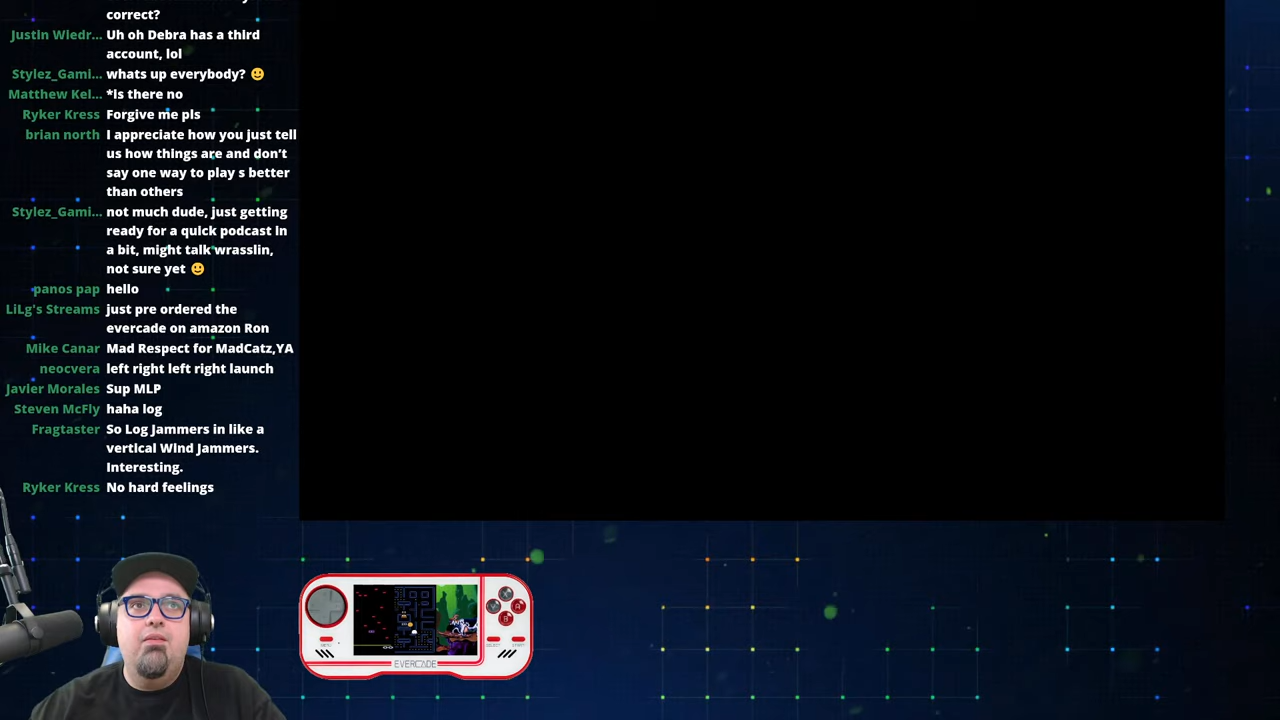 correct?
Justin Wiedr... Uh oh Debra has a third
account, lol
Stylez_Gami... whats up everybody? 🙂
Matthew Kel... *Is there no
Ryker Kress Forgive me pls
brian north I appreciate how you just tell
us how things are and don't
say one way to play s better
than others
Stylez_Gami... not much dude, just getting
ready for a quick podcast in
a bit, might talk wrasslin,
not sure yet 🙂
panos pap hello
LiLg's Streams just pre ordered the
evercade on amazon Ron
Mike Canar Mad Respect for MadCatz,YA
neocvera left right left right launch
Javier Morales Sup MLP
Steven McFly haha log
Fragtaster So Log Jammers in like a
vertical Wind Jammers.
Interesting.
Ryker Kress No hard feelings
EVERCADE